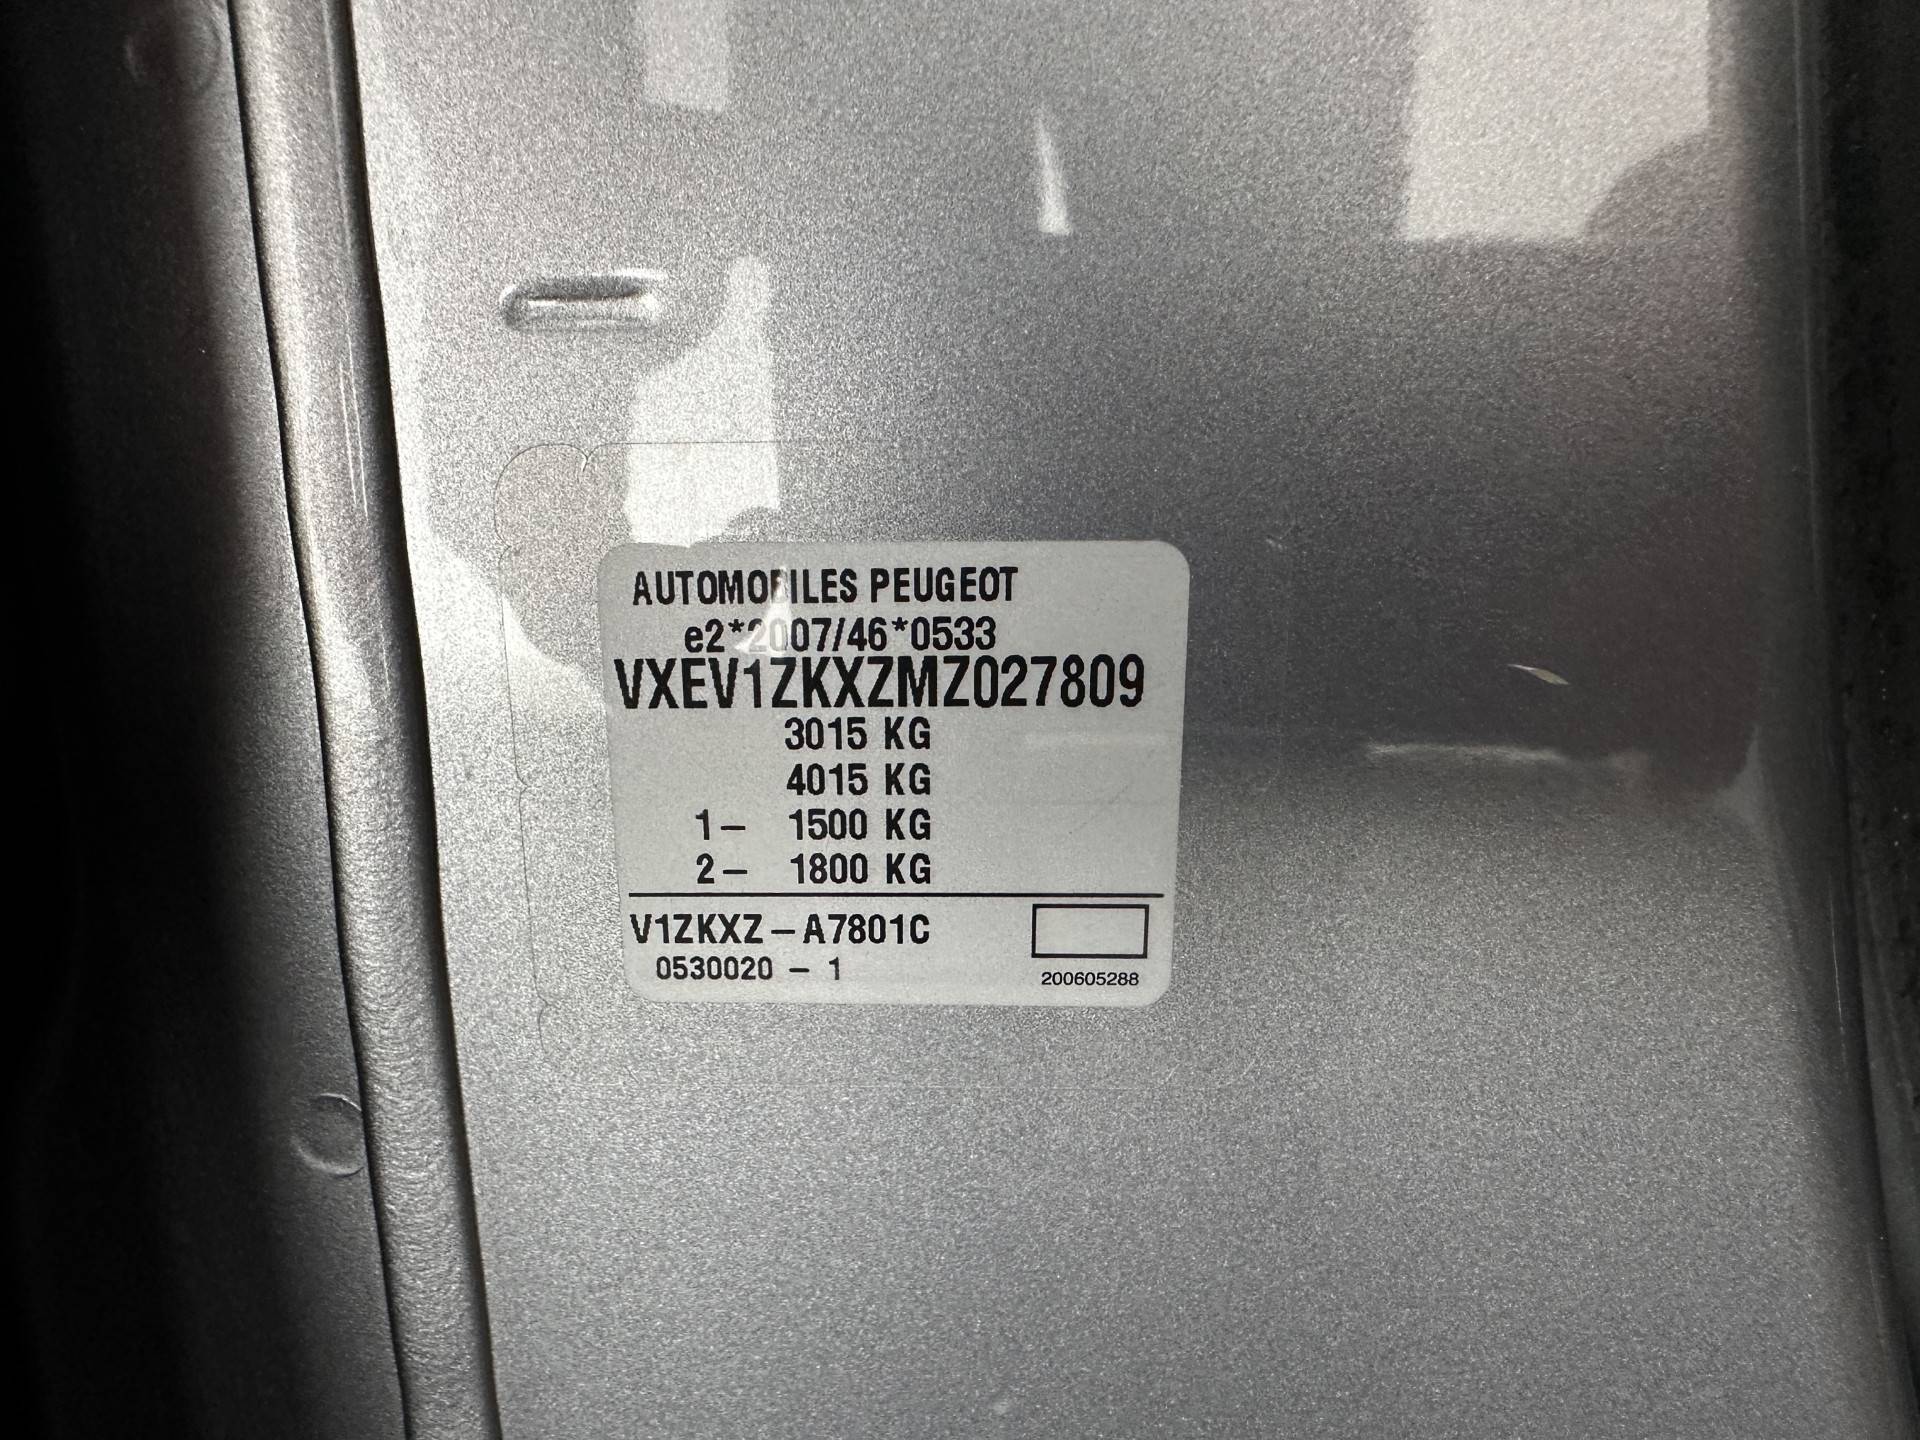 AUTOMOBILES PEUGEOT
e2*2007/46*0533
VXEV1ZKXZMZ027809
3015 KG
4015 KG
1– 1500 KG
2– 1800 KG
V1ZKXZ – A7801C
0530020 – 1
200605288